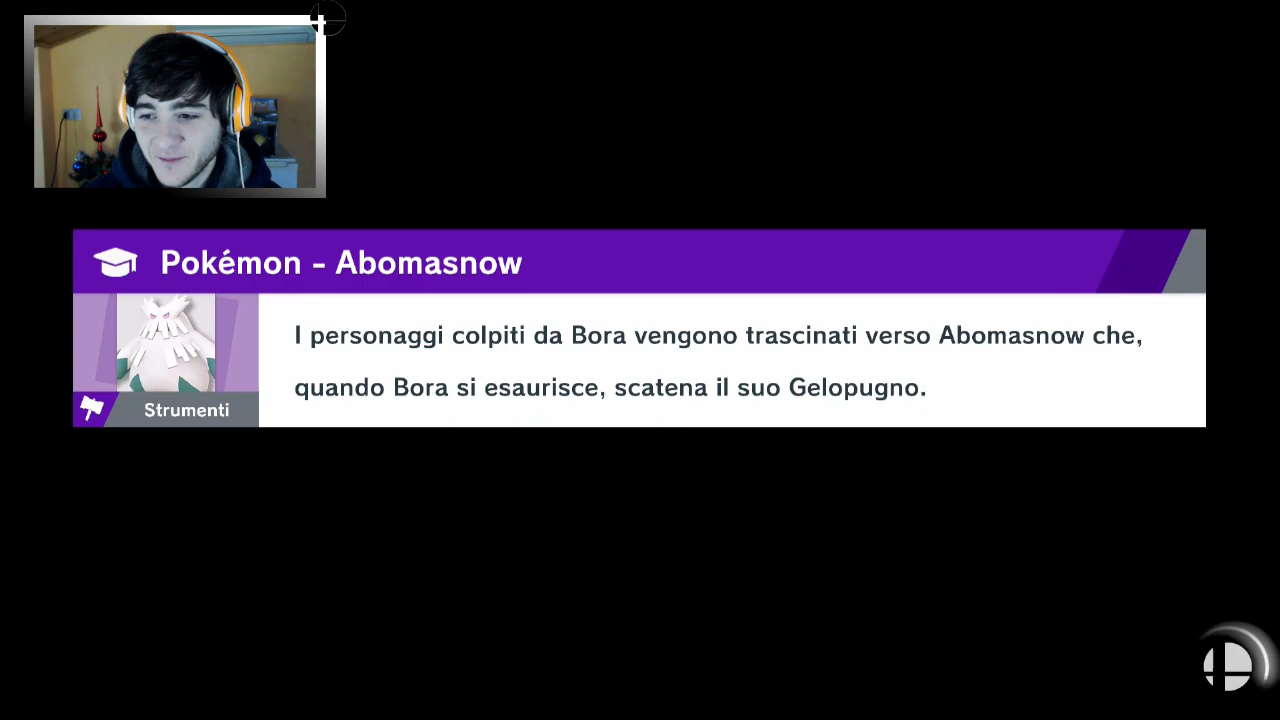 Pokémon - Abomasnow
I personaggi colpiti da Bora vengono trascinati verso Abomasnow che,
quando Bora si esaurisce, scatena il suo Gelopugno.
Strumenti